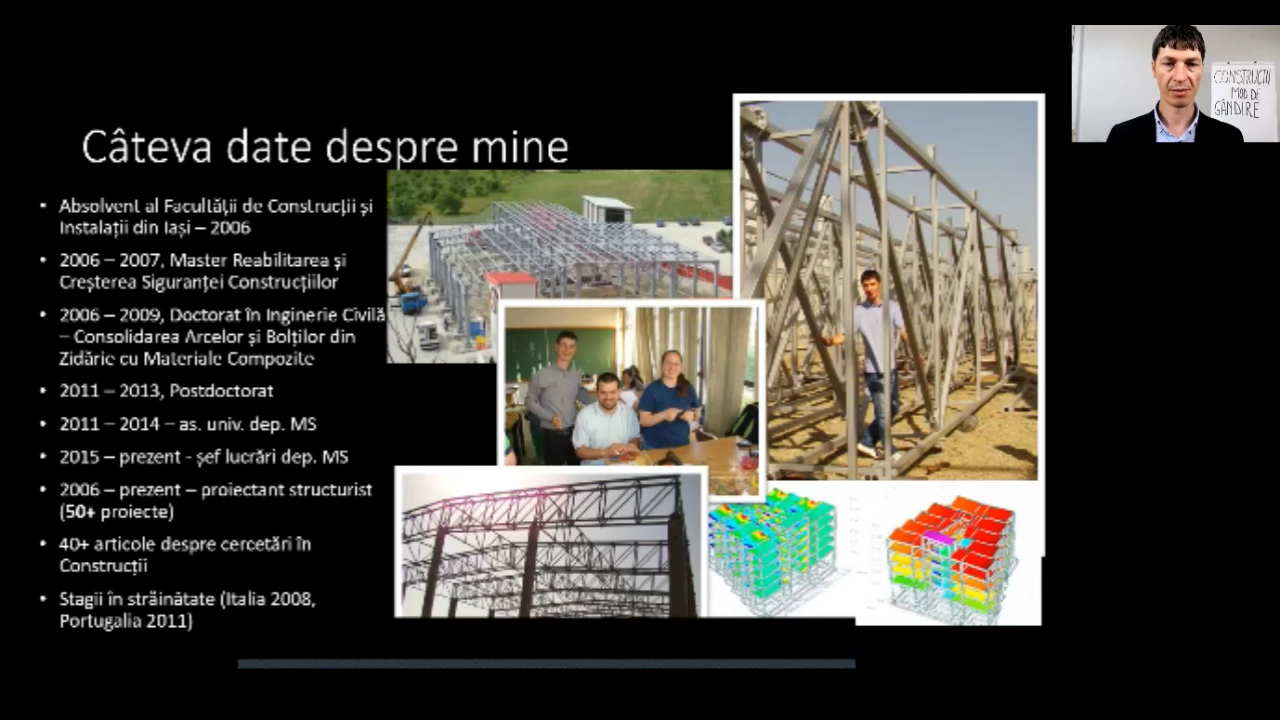 Câteva date despre mine
• Absolvent al Facultății de Construcții și
Instalații din Iași – 2006
• 2006 – 2007, Master Reabilitarea și
Creșterea Siguranței Construcțiilor
• 2006 – 2009, Doctorat în Inginerie Civilă
– Consolidarea Arcelor și Bolților din
Zidărie cu Materiale Compozite
• 2011 – 2013, Postdoctorat
• 2011 – 2014 – as. univ. dep. MS
• 2015 – prezent - șef lucrări dep. MS
• 2006 – prezent – proiectant structurist
(50+ proiecte)
• 40+ articole despre cercetări în
Construcții
• Stagii în străinătate (Italia 2008,
Portugalia 2011)
CONSTRUCȚII
MOD DE
GÂNDIRE